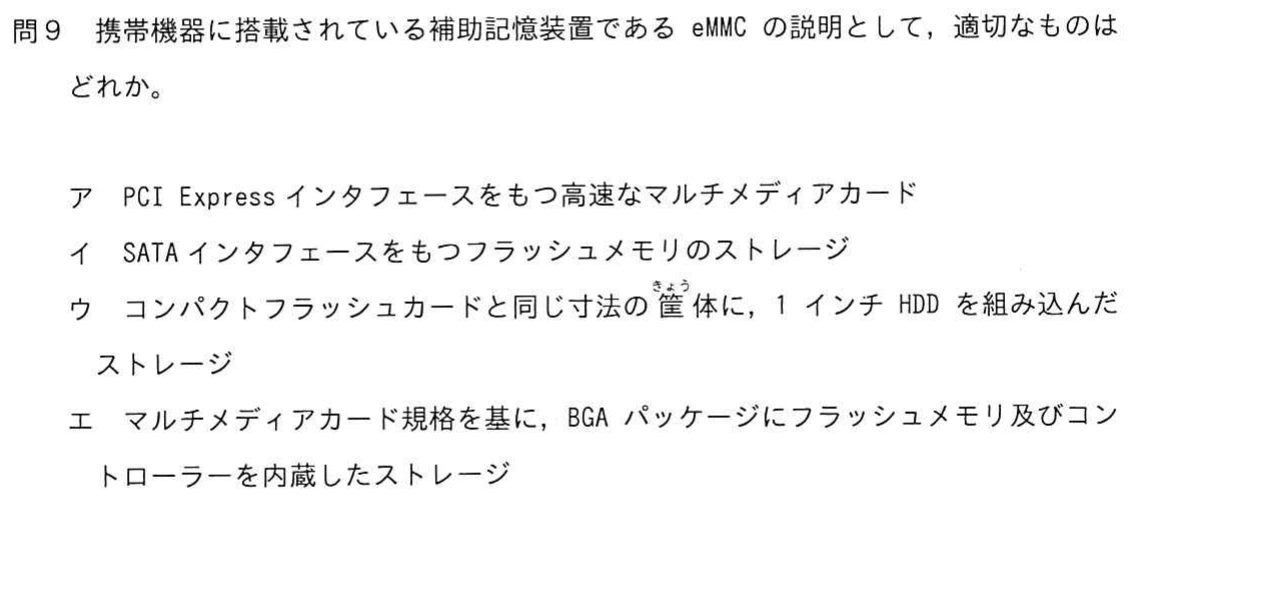 問9 携帯機器に搭載されている補助記憶装置である eMMC の説明として，適切なものは
どれか。
ア PCI Express インタフェースをもつ高速なマルチメディアカード
イ SATA インタフェースをもつフラッシュメモリのストレージ
きょう
ウ コンパクトフラッシュカードと同じ寸法の筐体に，1 インチ HDD を組み込んだ
ストレージ
エ マルチメディアカード規格を基に，BGA パッケージにフラッシュメモリ及びコン
トローラーを内蔵したストレージ